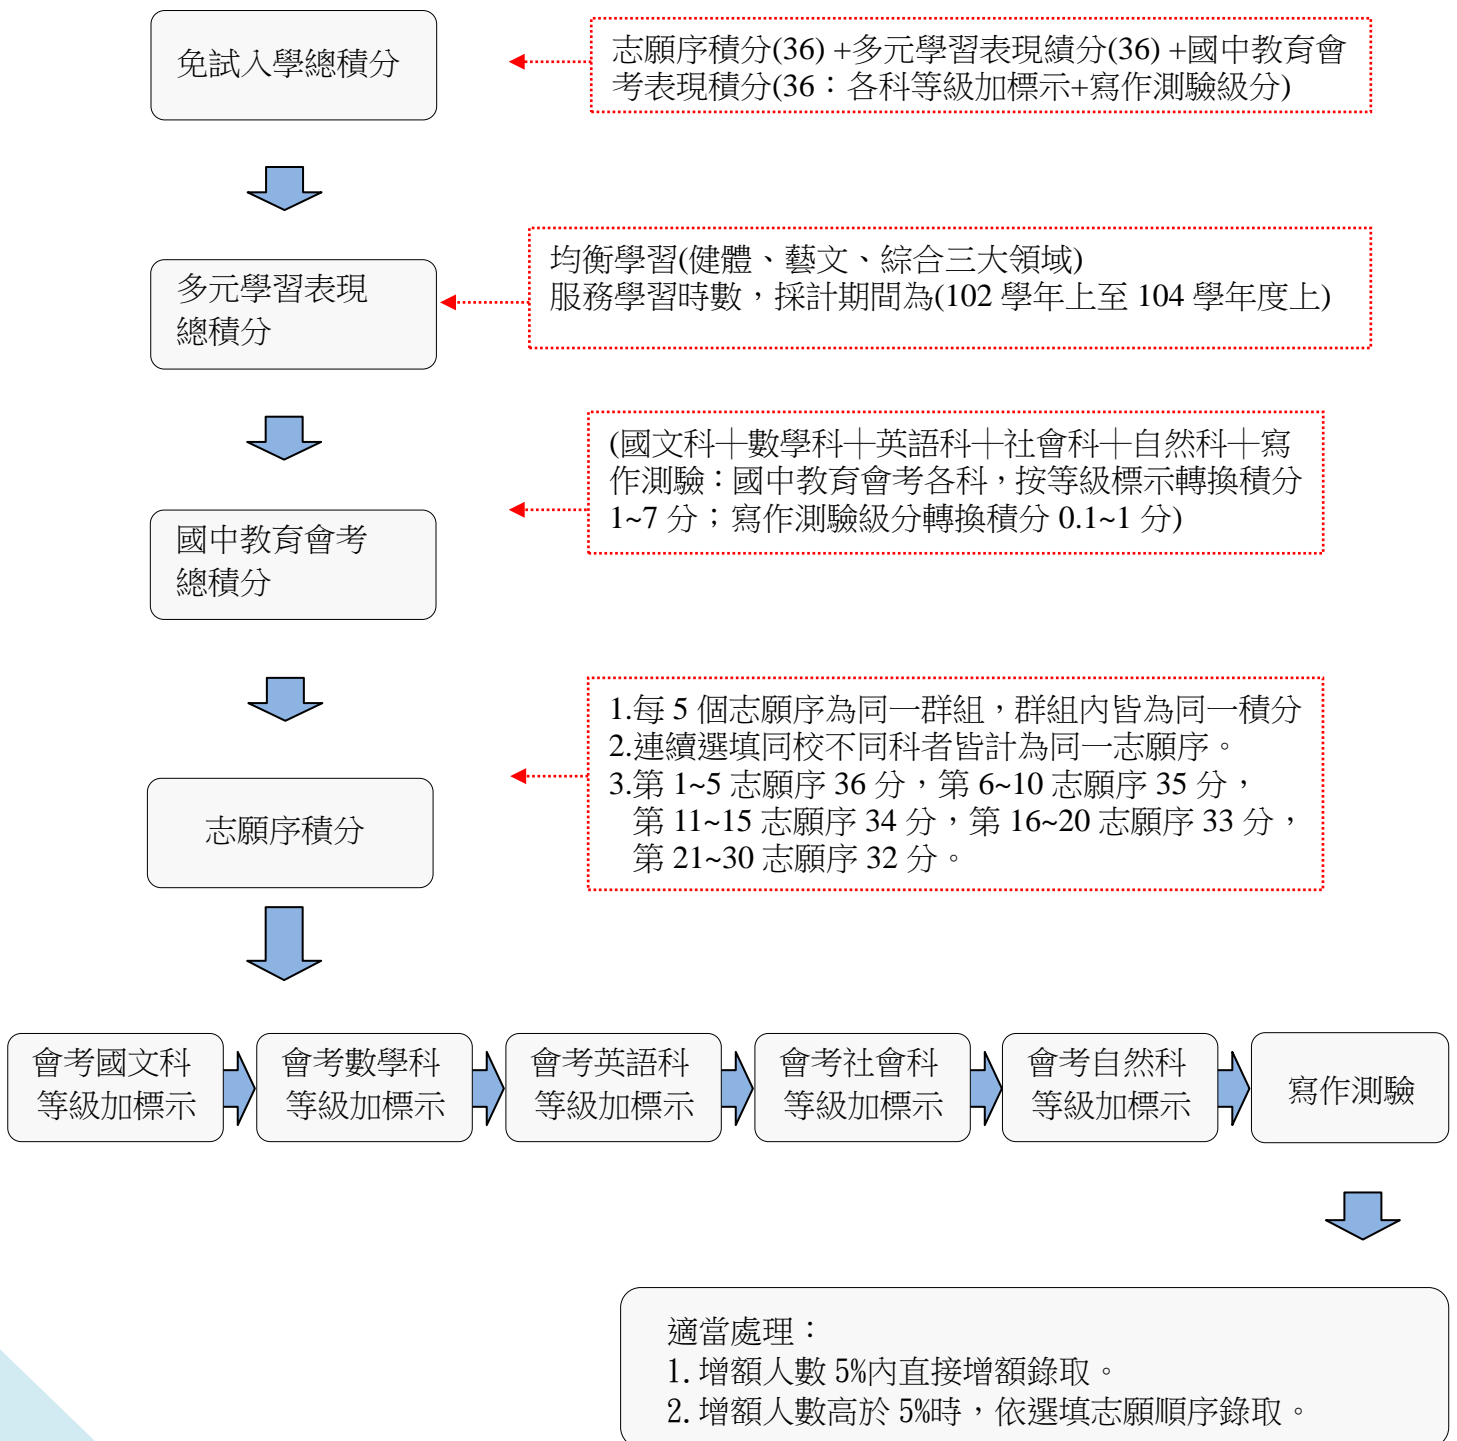 免試入學總積分
志願序積分(36) +多元學習表現績分(36) +國中教育會
考表現積分(36：各科等級加標示+寫作測驗級分)
多元學習表現
總積分
均衡學習(健體、藝文、綜合三大領域)
服務學習時數，採計期間為(102 學年上至 104 學年度上)
國中教育會考
總積分
(國文科＋數學科＋英語科＋社會科＋自然科＋寫
作測驗：國中教育會考各科，按等級標示轉換積分
1~7 分；寫作測驗級分轉換積分 0.1~1 分)
志願序積分
1.每 5 個志願序為同一群組，群組內皆為同一積分
2.連續選填同校不同科者皆計為同一志願序。
3.第 1~5 志願序 36 分，第 6~10 志願序 35 分，
第 11~15 志願序 34 分，第 16~20 志願序 33 分，
第 21~30 志願序 32 分。
會考國文科
等級加標示
會考數學科
等級加標示
會考英語科
等級加標示
會考社會科
等級加標示
會考自然科
等級加標示
寫作測驗
適當處理：
1.增額人數 5%內直接增額錄取。
2.增額人數高於 5%時，依選填志願順序錄取。